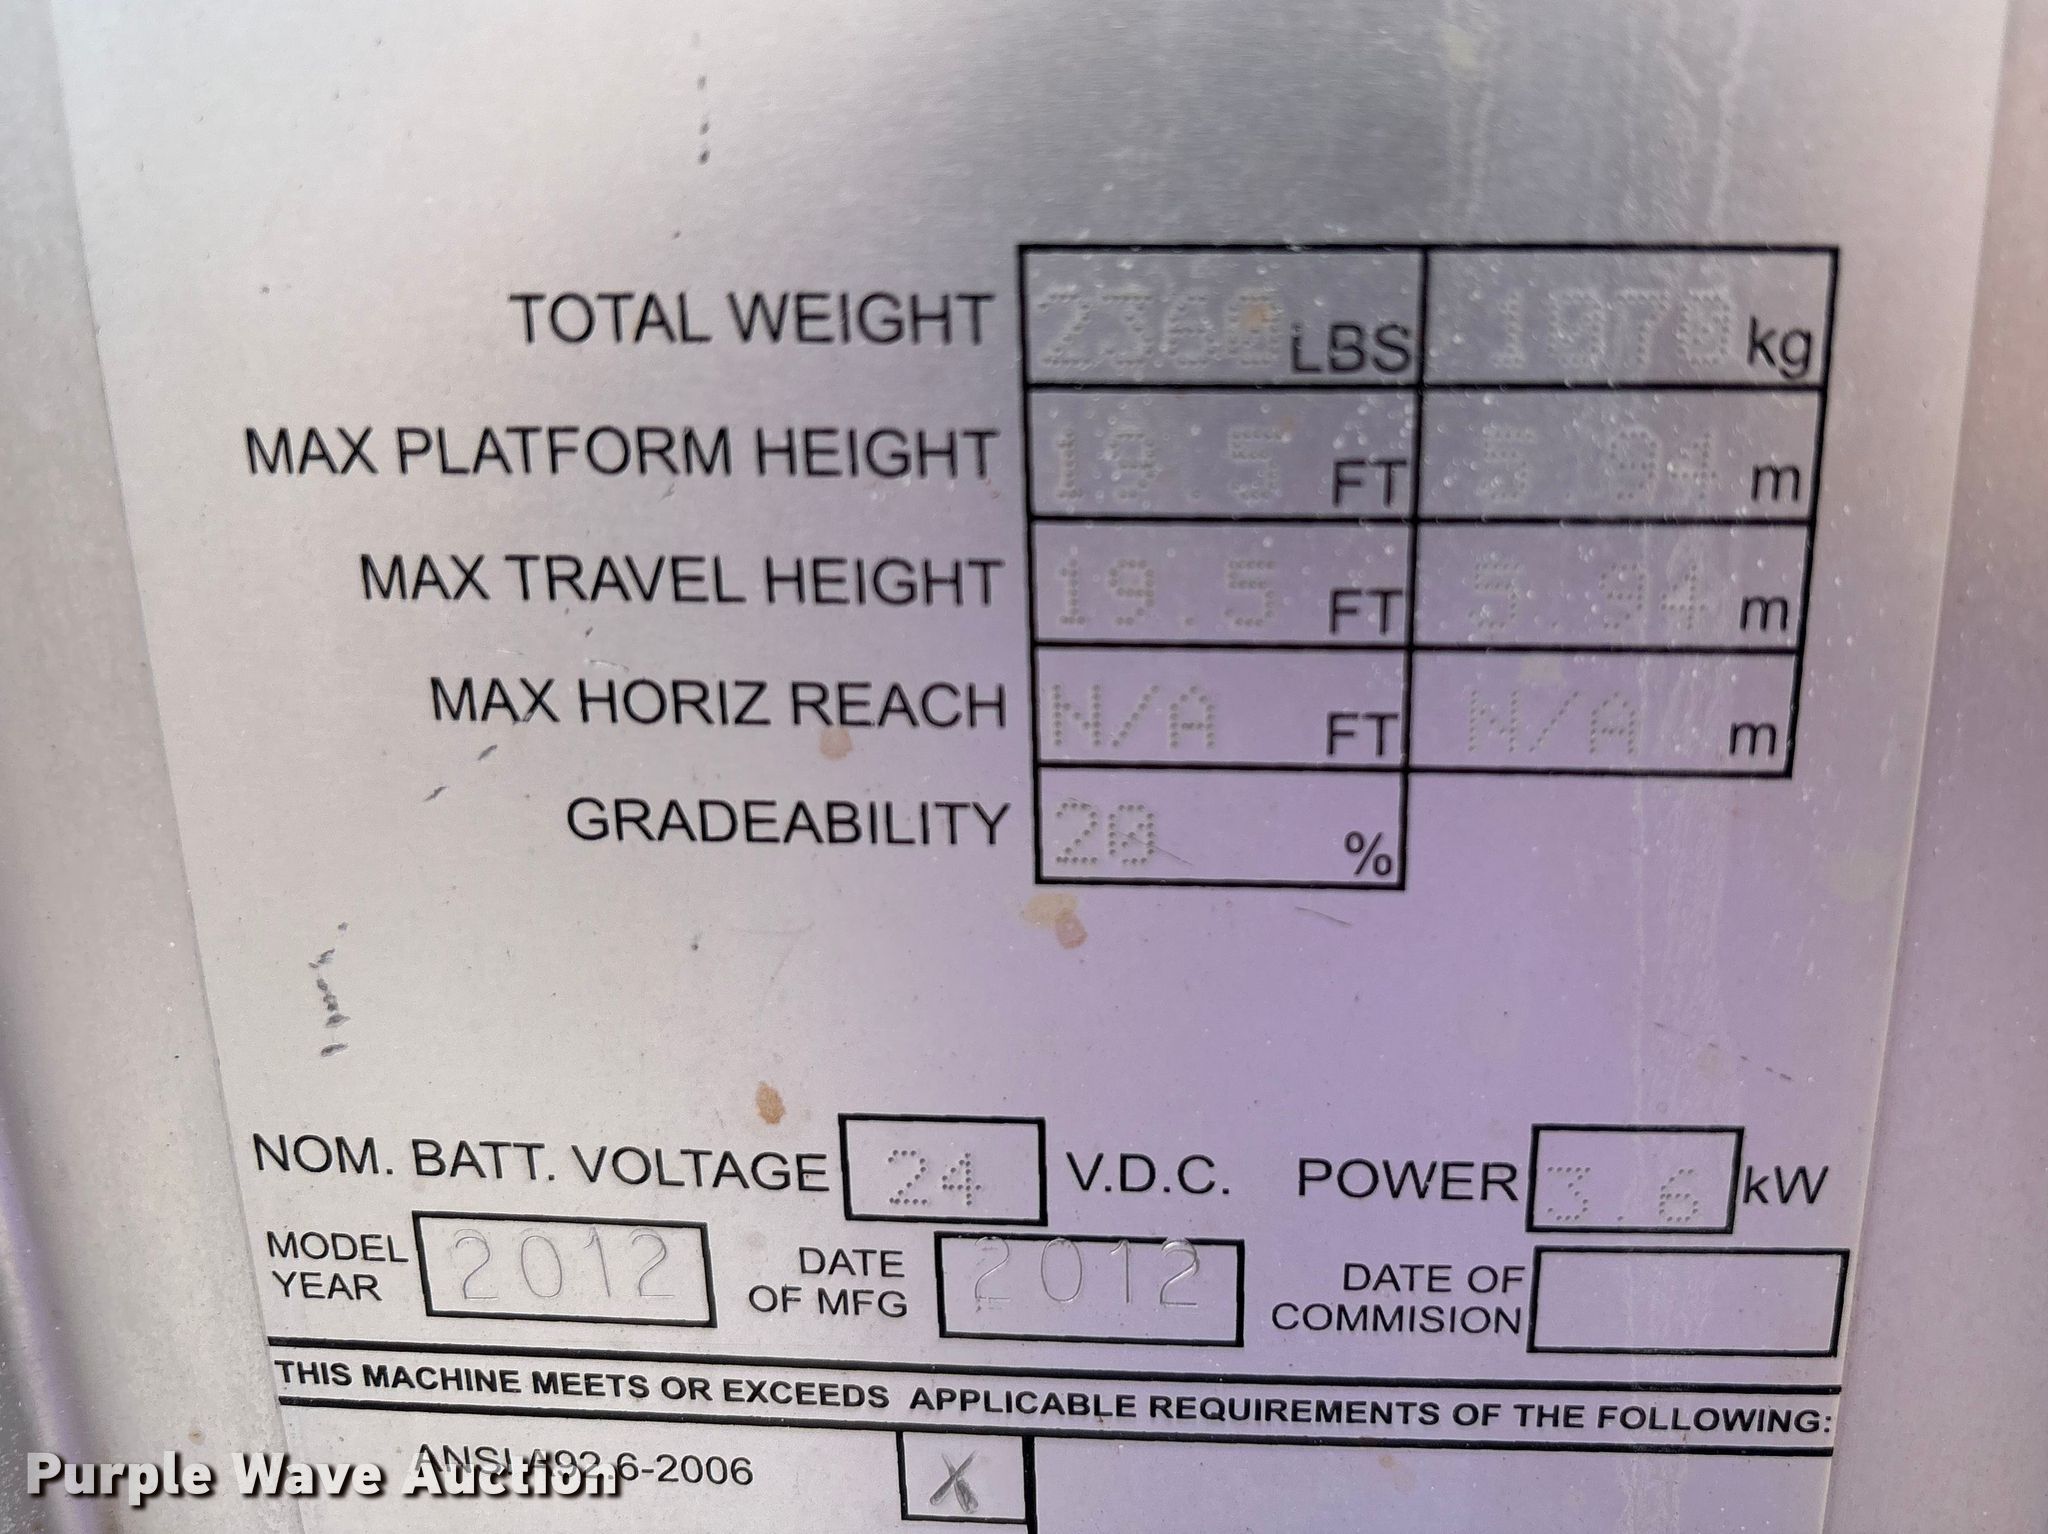 TOTAL WEIGHT 2360 LBS 1070 kg
MAX PLATFORM HEIGHT 19.5 FT 5.94 m
MAX TRAVEL HEIGHT 19.5 FT 5.94 m
MAX HORIZ REACH N/A FT N/A m
GRADEABILITY 20 %
NOM. BATT. VOLTAGE 24 V.D.C. POWER 3.6 kW
MODEL YEAR 2012 DATE OF MFG 2012 DATE OF COMMISION
THIS MACHINE MEETS OR EXCEEDS APPLICABLE REQUIREMENTS OF THE FOLLOWING:
ANSI A92.6-2006 X
Purple Wave Auction